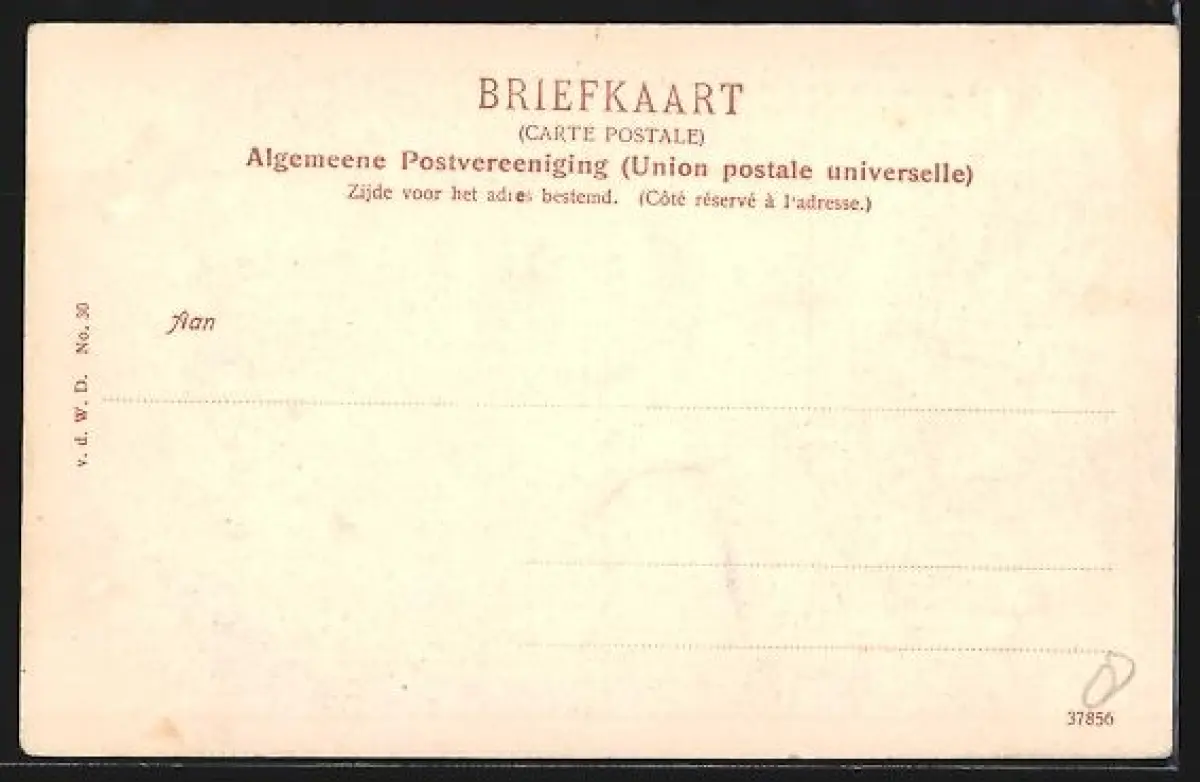 BRIEFKAART
(CARTE POSTALE)
Algemeene Postvereeniging (Union postale universelle)
Zijde voor het adres bestemd. (Côté réservé à l'adresse.)
Aan
v. d. W. D. No. 30
37856